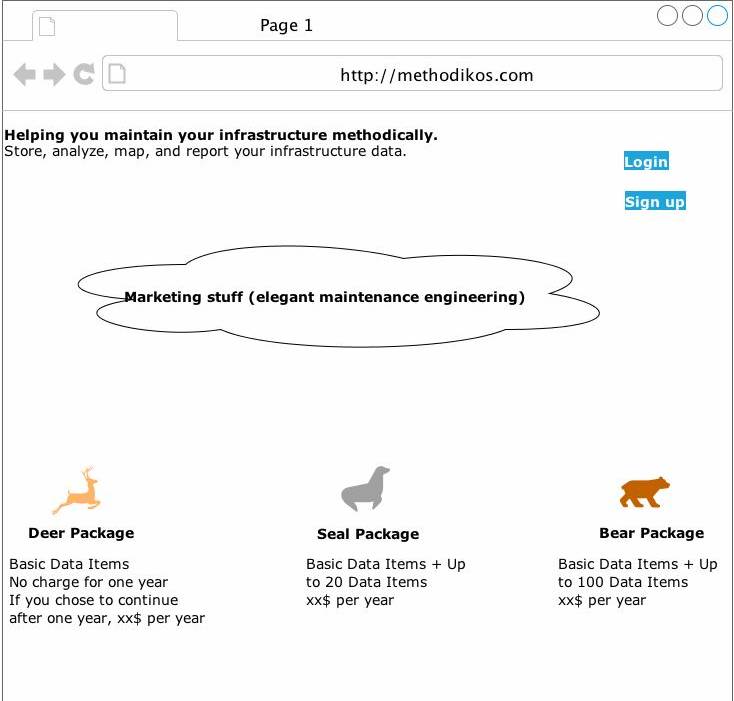 Page 1
http://methodikos.com
Helping you maintain your infrastructure methodically.
Store, analyze, map, and report your infrastructure data.
Login
Sign up
Marketing stuff (elegant maintenance engineering)
Deer Package
Basic Data Items
No charge for one year
If you chose to continue
after one year, xx$ per year
Seal Package
Basic Data Items + Up
to 20 Data Items
xx$ per year
Bear Package
Basic Data Items + Up
to 100 Data Items
xx$ per year